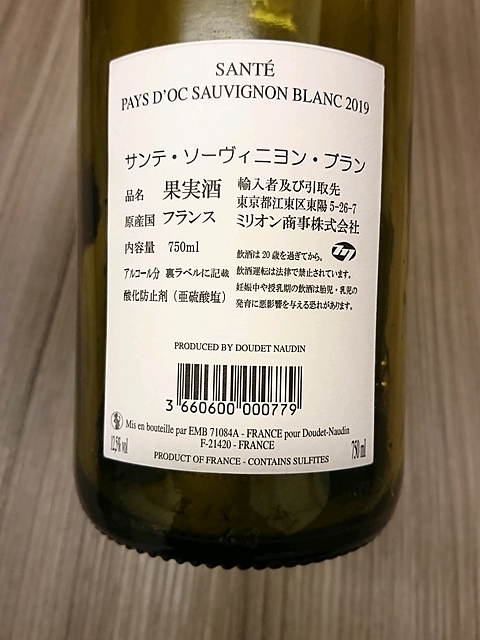 SANTÉ
PAYS D'OC SAUVIGNON BLANC 2019
サンテ・ソーヴィニヨン・ブラン
品名 果実酒
原産国 フランス
内容量 750ml
アルコール分 裏ラベルに記載
酸化防止剤（亜硫酸塩）
輸入者及び引取先
東京都江東区東陽5-26-7
ミリオン商事株式会社
飲酒は20歳を過ぎてから。
飲酒運転は法律で禁止されています。
妊娠中や授乳期の飲酒は胎児・乳児の
発育に悪影響を与える恐れがあります。
PRODUCED BY DOUDET NAUDIN
3 660600 000779
Mis en bouteille par EMB 71084A - FRANCE pour Doudet-Naudin
F-21420 - FRANCE
12,5% vol
750 ml
PRODUCT OF FRANCE - CONTAINS SULFITES